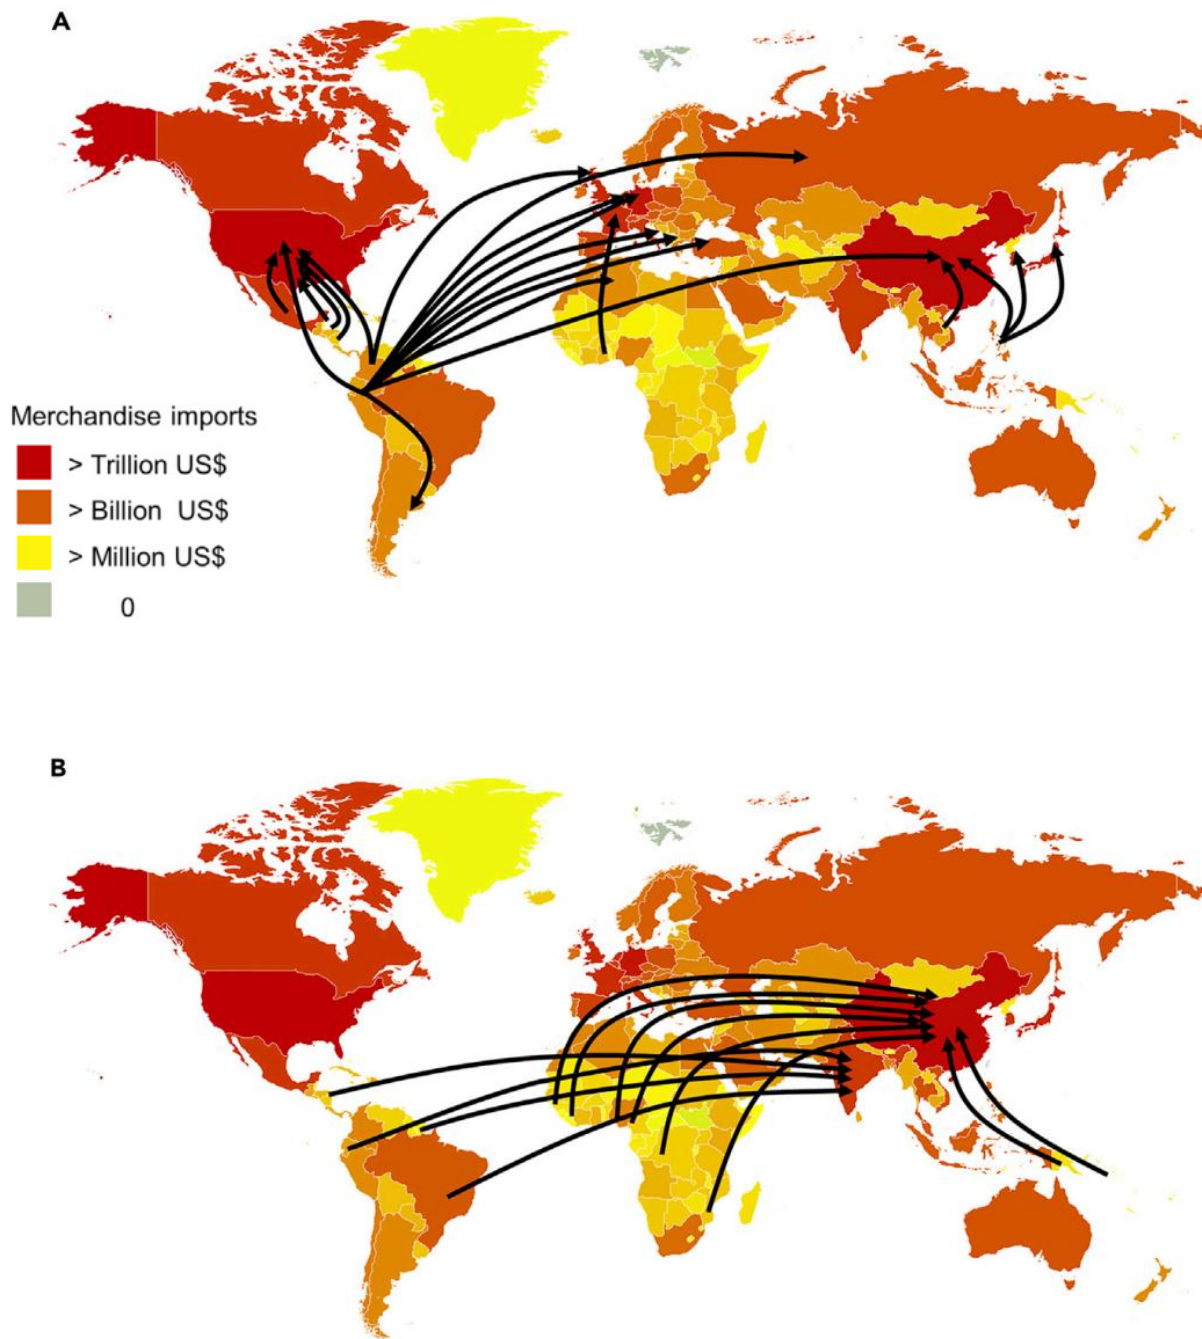 A
Merchandise imports
> Trillion US$
> Billion US$
> Million US$
0
B